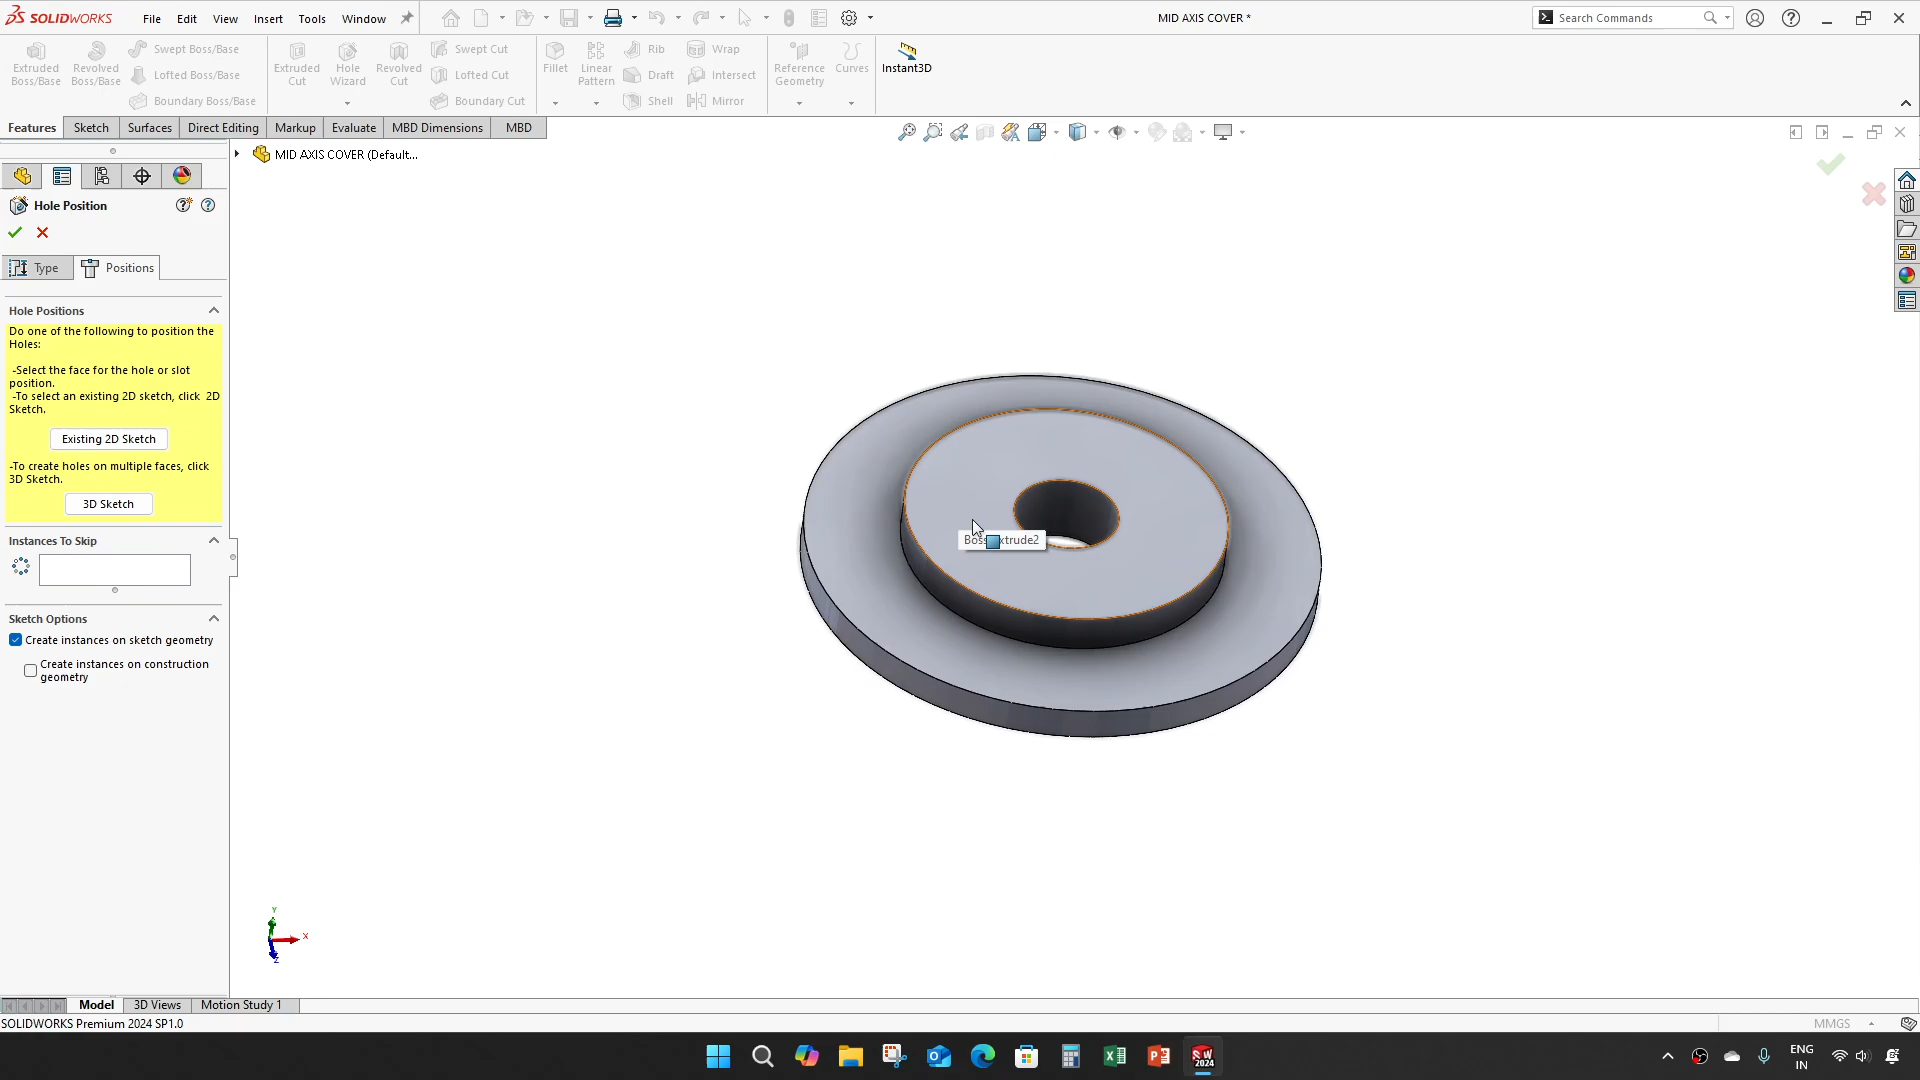 SOLIDWORKS
File
Edit
View
Insert
Tools
Window
MID AXIS COVER *
Search Commands
Extruded
Boss/Base
Revolved
Boss/Base
Swept Boss/Base
Lofted Boss/Base
Boundary Boss/Base
Extruded
Cut
Hole
Wizard
Revolved
Cut
Swept Cut
Lofted Cut
Boundary Cut
Fillet
Linear
Pattern
Rib
Draft
Shell
Wrap
Intersect
Mirror
Reference
Geometry
Curves
Instant3D
Features
Sketch
Surfaces
Direct Editing
Markup
Evaluate
MBD Dimensions
MBD
MID AXIS COVER (Default...
Hole Position
Type
Positions
Hole Positions
Do one of the following to position the
Holes:
-Select the face for the hole or slot
position.
-To select an existing 2D sketch, click 2D
Sketch.
Existing 2D Sketch
-To create holes on multiple faces, click
3D Sketch.
3D Sketch
Instances To Skip
Sketch Options
Create instances on sketch geometry
Create instances on construction
geometry
Y
X
Z
Model
3D Views
Motion Study 1
SOLIDWORKS Premium 2024 SP1.0
MMGS
SW
2024
ENG
IN